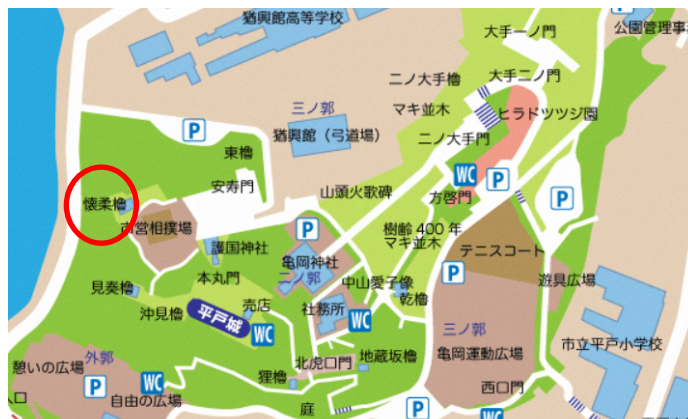 猶興館高等学校
公園管理事
大手一ノ門
二ノ大手櫓
大手二ノ門
三ノ郭
マキ並木
ヒラドツツジ園
P
猶興館（弓道場）
二ノ大手門
東櫓
WC
P
安寿門
山頭火歌碑
方啓門
P
懐柔櫓
市営相撲場
P
樹齢400年
マキ並木
護国神社
亀岡神社
テニスコート
二ノ郭
P
本丸門
中山愛子像
遊具広場
見奏櫓
乾櫓
沖見櫓
平戸城
売店
社務所
WC
WC
三ノ郭
市立平戸小学校
外郭
北虎口門
地蔵坂櫓
亀岡運動広場
憩いの広場
P
WC
狸櫓
西口門
入口
自由の広場
庭
P
WC